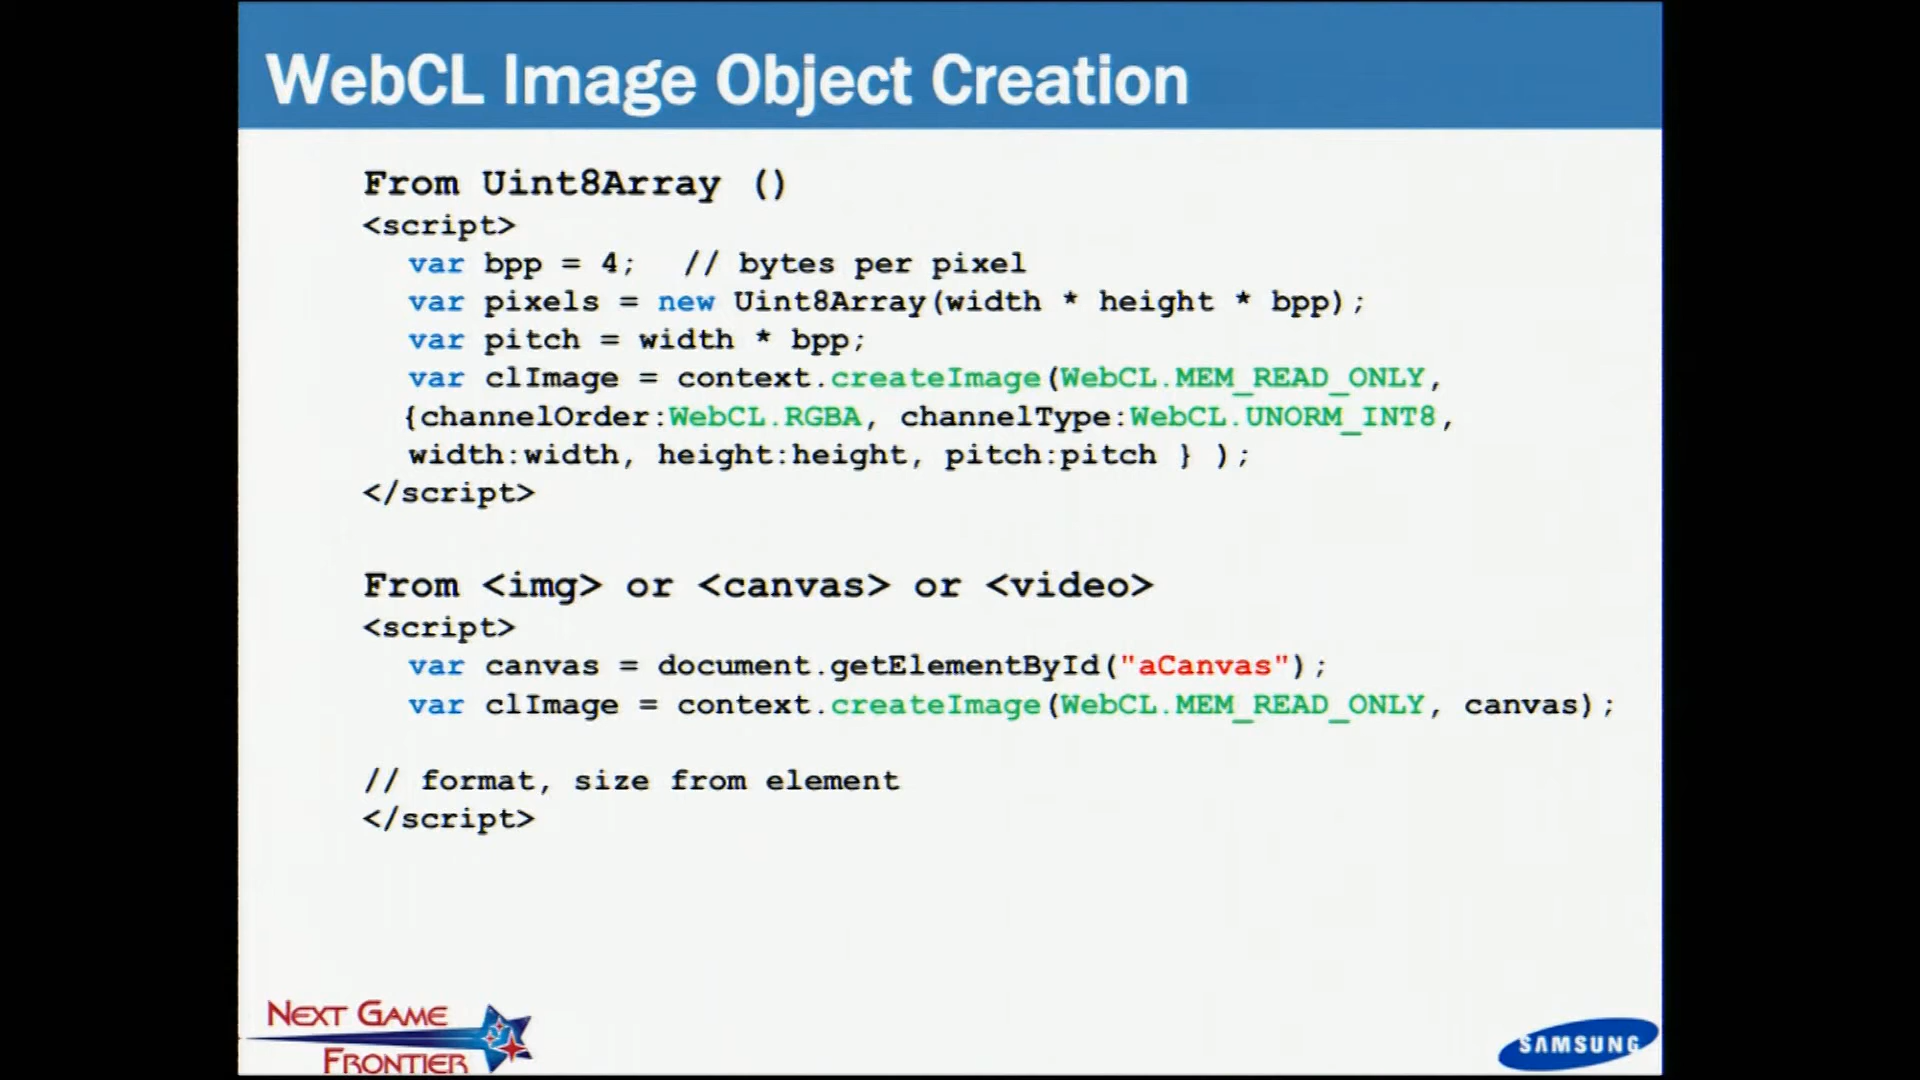 WebCL Image Object Creation
From Uint8Array ()
<script>
var bpp = 4;  // bytes per pixel
var pixels = new Uint8Array(width * height * bpp);
var pitch = width * bpp;
var clImage = context.createImage(WebCL.MEM_READ_ONLY,
{channelOrder:WebCL.RGBA, channelType:WebCL.UNORM_INT8,
width:width, height:height, pitch:pitch } );
</script>
From <img> or <canvas> or <video>
<script>
var canvas = document.getElementById("aCanvas");
var clImage = context.createImage(WebCL.MEM_READ_ONLY, canvas);
// format, size from element
</script>
NEXT GAME
FRONTIER
SAMSUNG